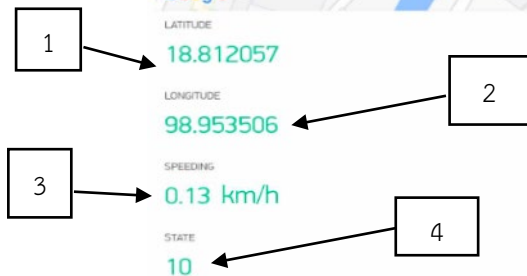 LATITUDE
1
18.812057
LONGITUDE
2
98.953506
SPEEDING
3
0.13 km/h
STATE
4
10